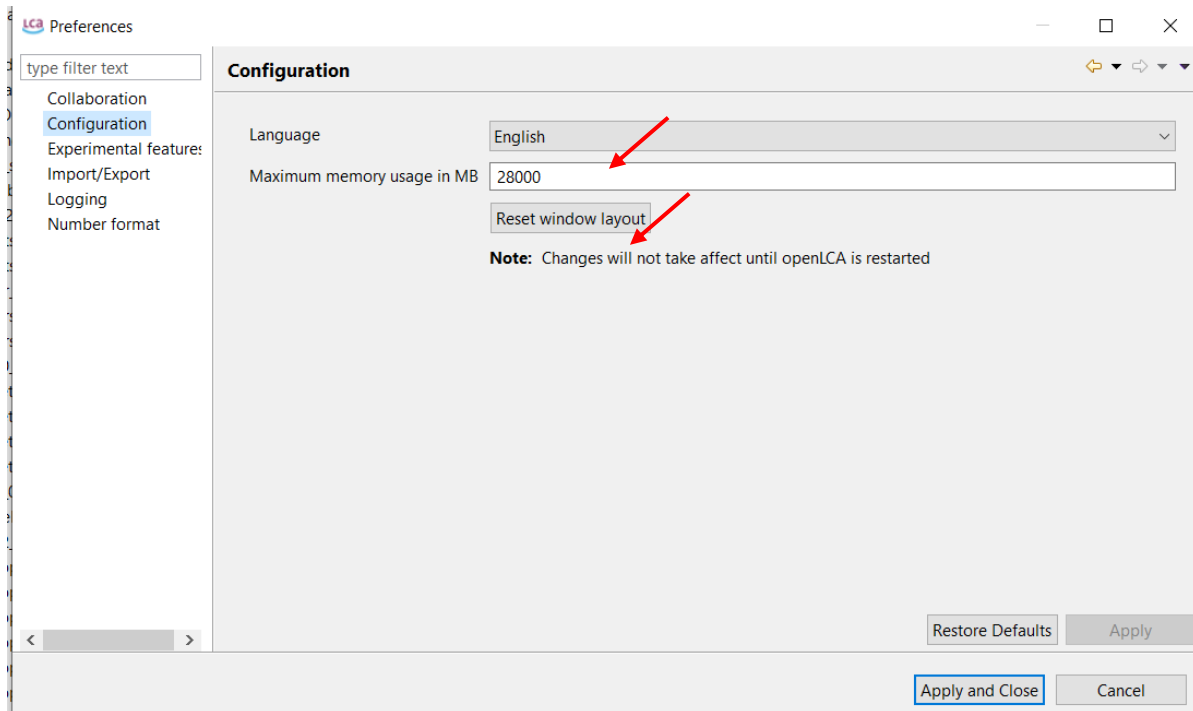 LCA Preferences
type filter text
Configuration
Collaboration
Configuration
Experimental features
Import/Export
Logging
Number format
Language English
Maximum memory usage in MB 28000
Reset window layout
Note: Changes will not take affect until openLCA is restarted
Restore Defaults Apply
Apply and Close Cancel